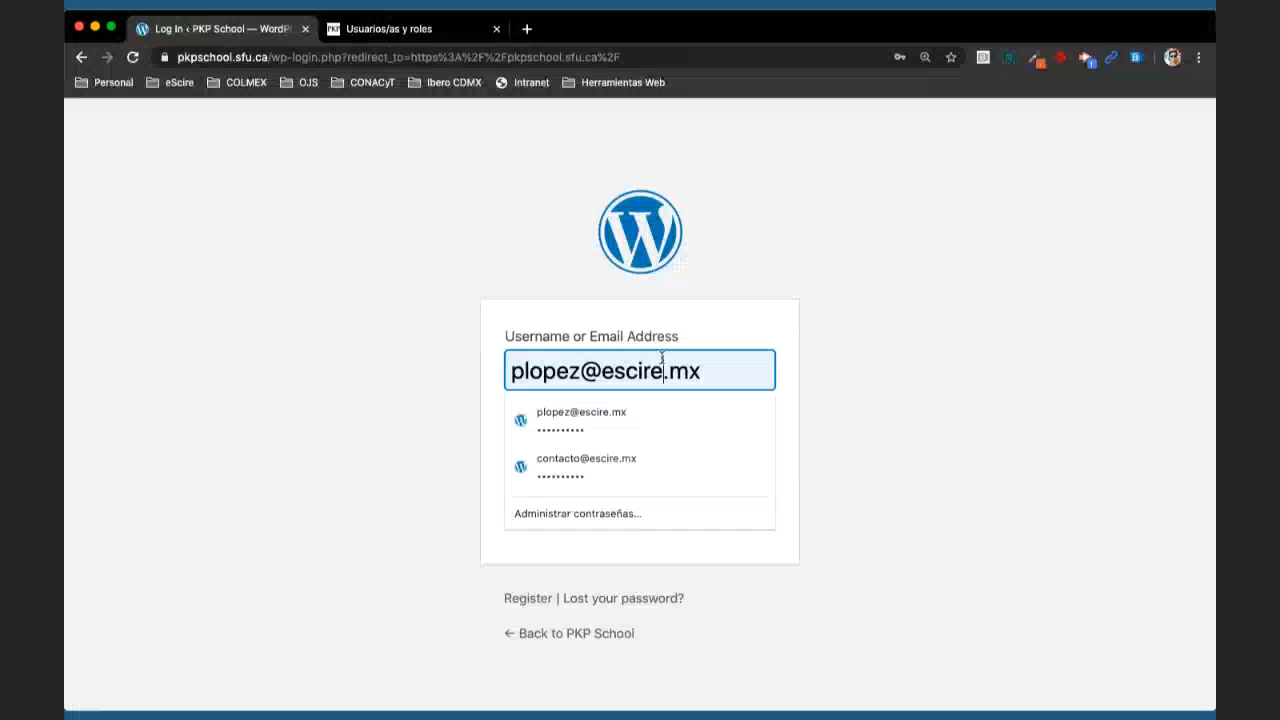 Log In ‹ PKP School — WordPr
PKP Usuarios/as y roles
pkpschool.sfu.ca/wp-login.php?redirect_to=https%3A%2F%2Fpkpschool.sfu.ca%2F
Personal eScire COLMEX OJS CONACyT Ibero CDMX Intranet Herramientas Web
Username or Email Address
plopez@escire.mx
plopez@escire.mx
••••••••••
contacto@escire.mx
••••••••••
Administrar contraseñas...
Register | Lost your password?
← Back to PKP School